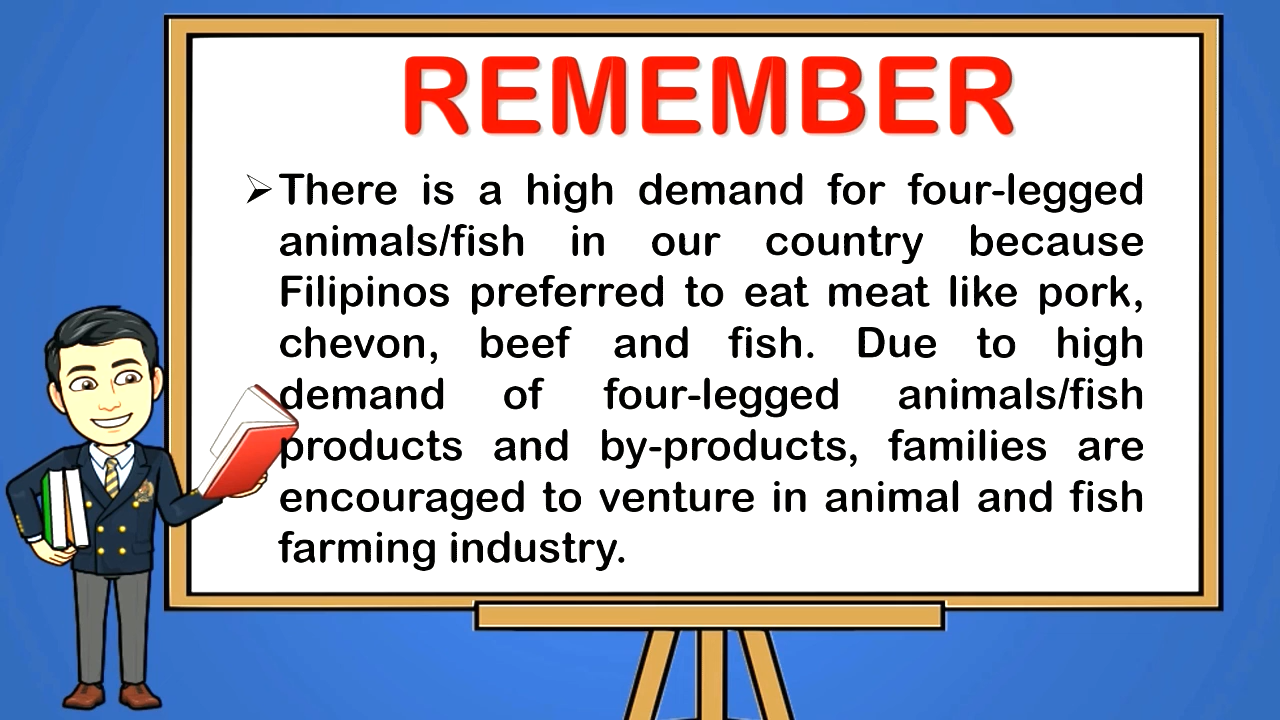 REMEMBER
➢There is a high demand for four-legged
animals/fish in our country because
Filipinos preferred to eat meat like pork,
chevon, beef and fish. Due to high
demand of four-legged animals/fish
products and by-products, families are
encouraged to venture in animal and fish
farming industry.